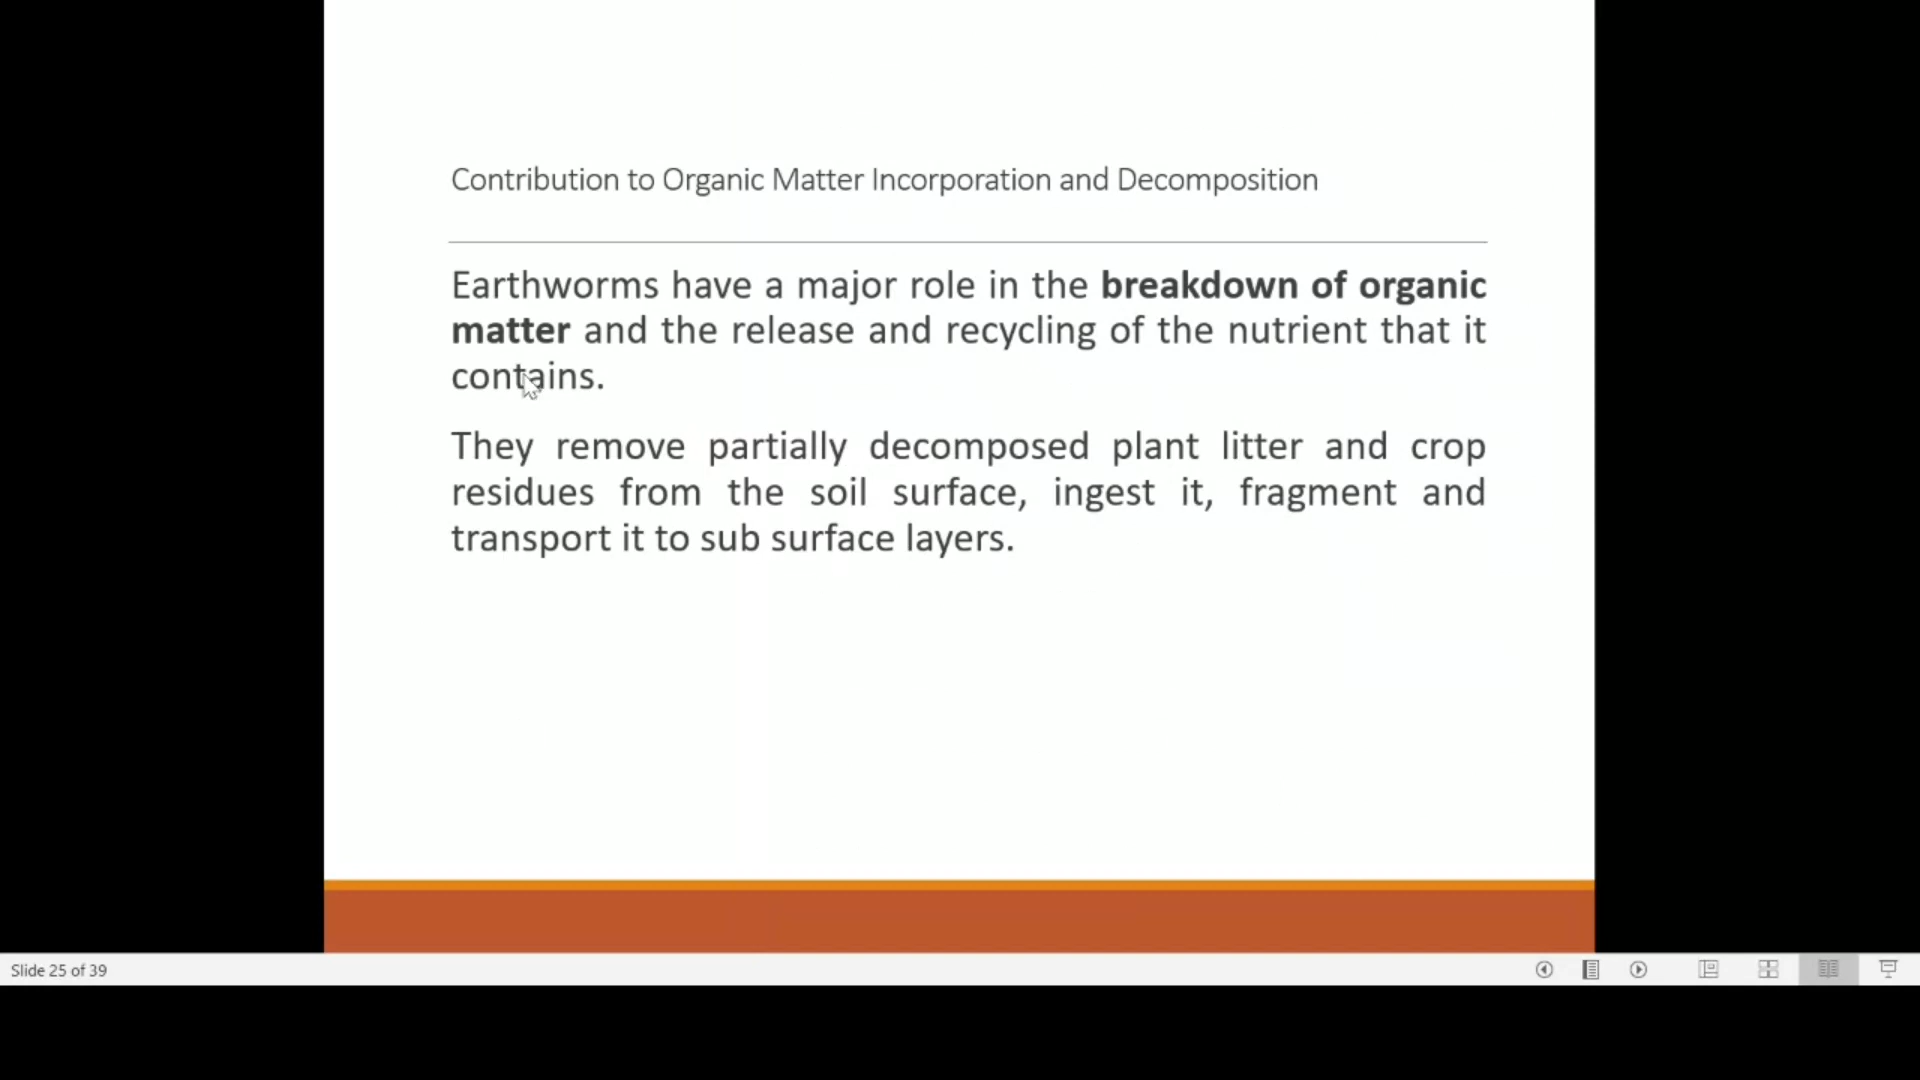 Contribution to Organic Matter Incorporation and Decomposition
Earthworms have a major role in the breakdown of organic
matter and the release and recycling of the nutrient that it
contains.
They remove partially decomposed plant litter and crop
residues from the soil surface, ingest it, fragment and
transport it to sub surface layers.
Slide 25 of 39